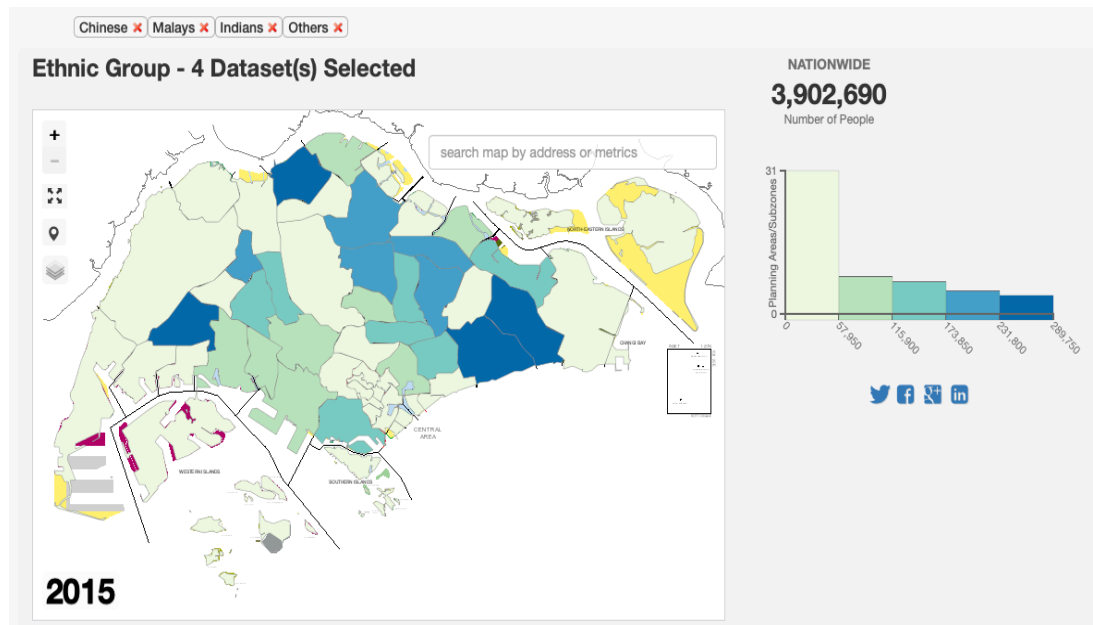 Chinese ✖ Malays ✖ Indians ✖ Others ✖
Ethnic Group - 4 Dataset(s) Selected
NATIONWIDE
3,902,690
Number of People
+
−
search map by address or metrics
NORTH-EASTERN ISLANDS
CHANGI BAY
CENTRAL
AREA
WESTERN ISLANDS
SOUTHERN ISLANDS
2015
Planning Areas/Subzones
31
0
0
57,950
115,900
173,850
231,800
289,750